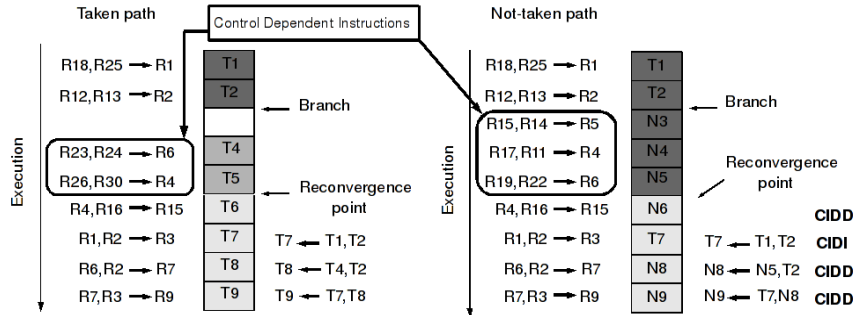 Taken path
Control Dependent Instructions
Not-taken path
Execution
R18,R25 → R1
T1
R12,R13 → R2
T2
Branch
R23,R24 → R6
T4
R26,R30 → R4
T5
Reconvergence
point
R4,R16 → R15
T6
R1,R2 → R3
T7
T7 ← T1,T2
R6,R2 → R7
T8
T8 ← T4,T2
R7,R3 → R9
T9
T9 ← T7,T8
Execution
R18,R25 → R1
T1
R12,R13 → R2
T2
Branch
R15,R14 → R5
N3
R17,R11 → R4
N4
R19,R22 → R6
N5
Reconvergence
point
R4,R16 → R15
N6
CIDD
R1,R2 → R3
T7
T7 ← T1,T2
CIDI
R6,R2 → R7
N8
N8 ← N5,T2
CIDD
R7,R3 → R9
N9
N9 ← T7,N8
CIDD